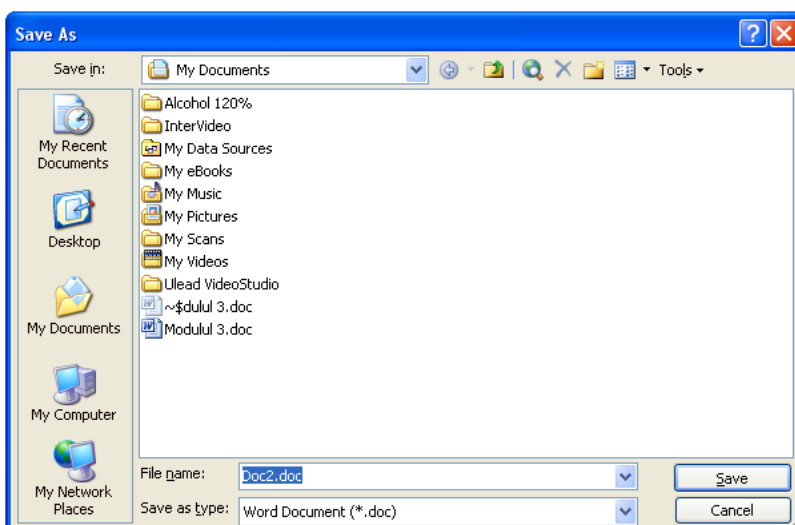 Save As
Save in:
My Documents
Tools
My Recent
Documents
Desktop
My Documents
My Computer
My Network
Places
Alcohol 120%
InterVideo
My Data Sources
My eBooks
My Music
My Pictures
My Scans
My Videos
Ulead VideoStudio
~$dulul 3.doc
Modulul 3.doc
File name:
Doc2.doc
Save
Save as type:
Word Document (*.doc)
Cancel